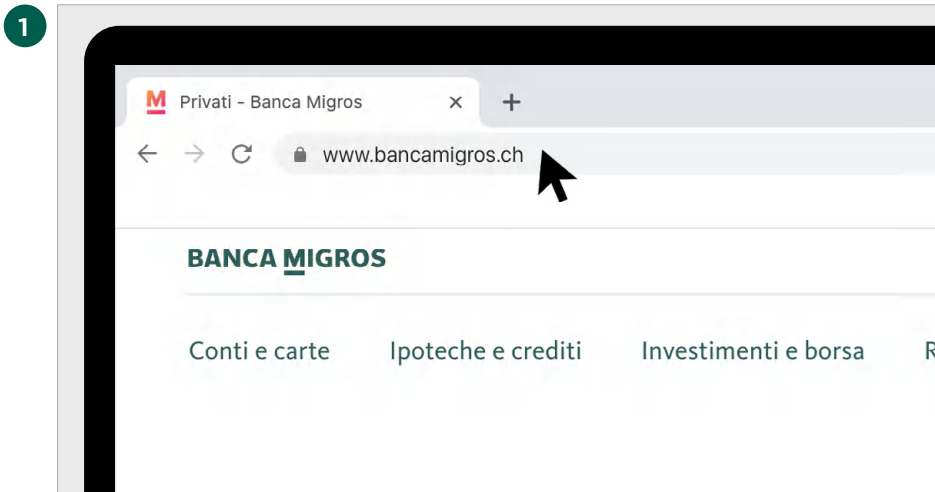 1
Privati – Banca Migros
www.bancamigros.ch
BANCA MIGROS
Conti e carte Ipoteche e crediti Investimenti e borsa R